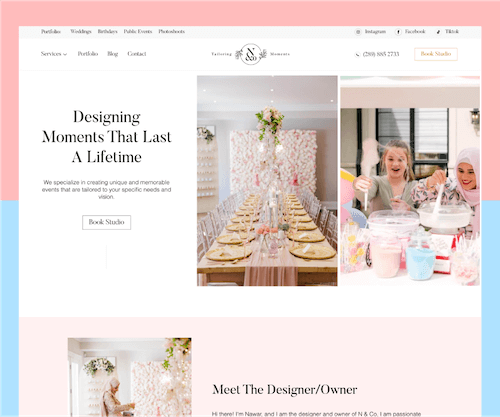 Portfolio Weddings Birthdays Public Events Photoshoots Instagram Facebook Tiktok
Services Portfolio Blog Contact Tailoring N &Co Moments (289) 885 2733 Book Studio
Designing
Moments That Last
A Lifetime
We specialize in creating unique and memorable
events that are tailored to your specific needs and
vision.
Book Studio
Meet The Designer/Owner
Hi there! I'm Nawar, and I am the designer and owner of N & Co. I am passionate